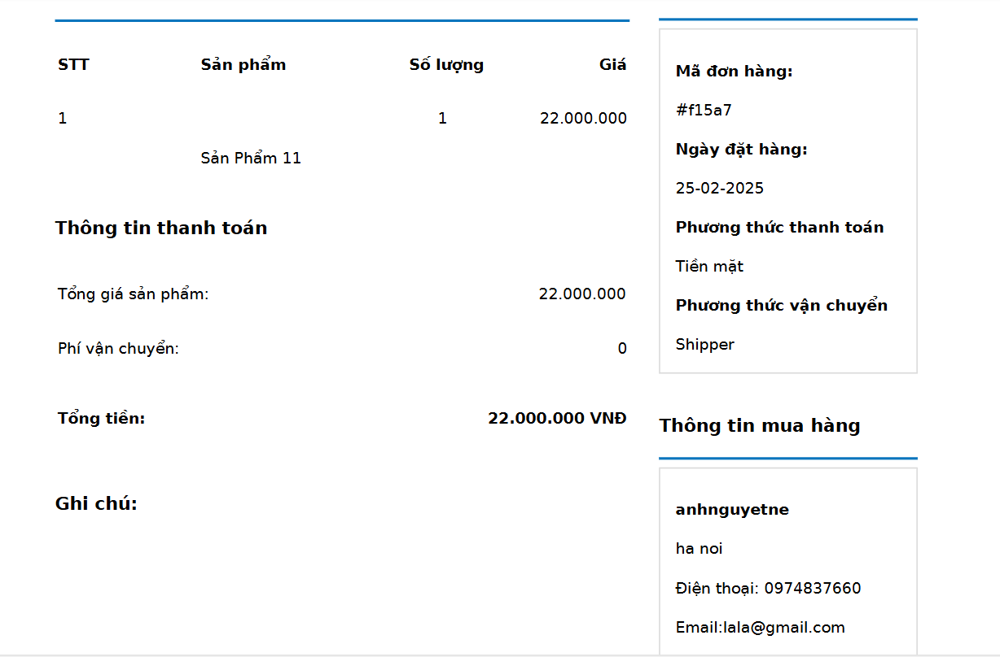 STT Sản phẩm Số lượng Giá
1 1 22.000.000
Sản Phẩm 11
Thông tin thanh toán
Tổng giá sản phẩm: 22.000.000
Phí vận chuyển: 0
Tổng tiền: 22.000.000 VNĐ
Ghi chú:
Mã đơn hàng:
#f15a7
Ngày đặt hàng:
25-02-2025
Phương thức thanh toán
Tiền mặt
Phương thức vận chuyển
Shipper
Thông tin mua hàng
anhnguyetne
ha noi
Điện thoại: 0974837660
Email:lala@gmail.com